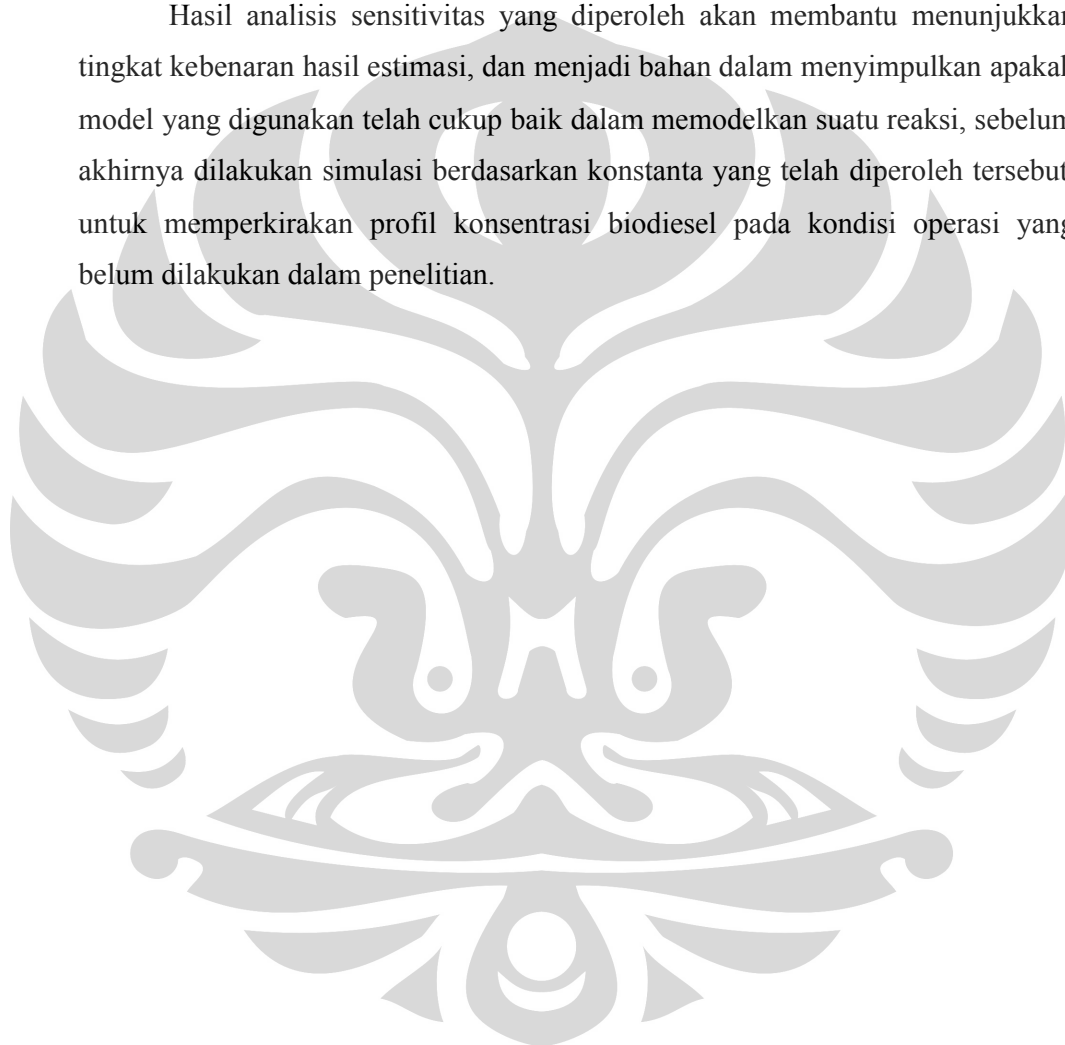 Hasil analisis sensitivitas yang diperoleh akan membantu menunjukkan
tingkat kebenaran hasil estimasi, dan menjadi bahan dalam menyimpulkan apakah
model yang digunakan telah cukup baik dalam memodelkan suatu reaksi, sebelum
akhirnya dilakukan simulasi berdasarkan konstanta yang telah diperoleh tersebut
untuk memperkirakan profil konsentrasi biodiesel pada kondisi operasi yang
belum dilakukan dalam penelitian.